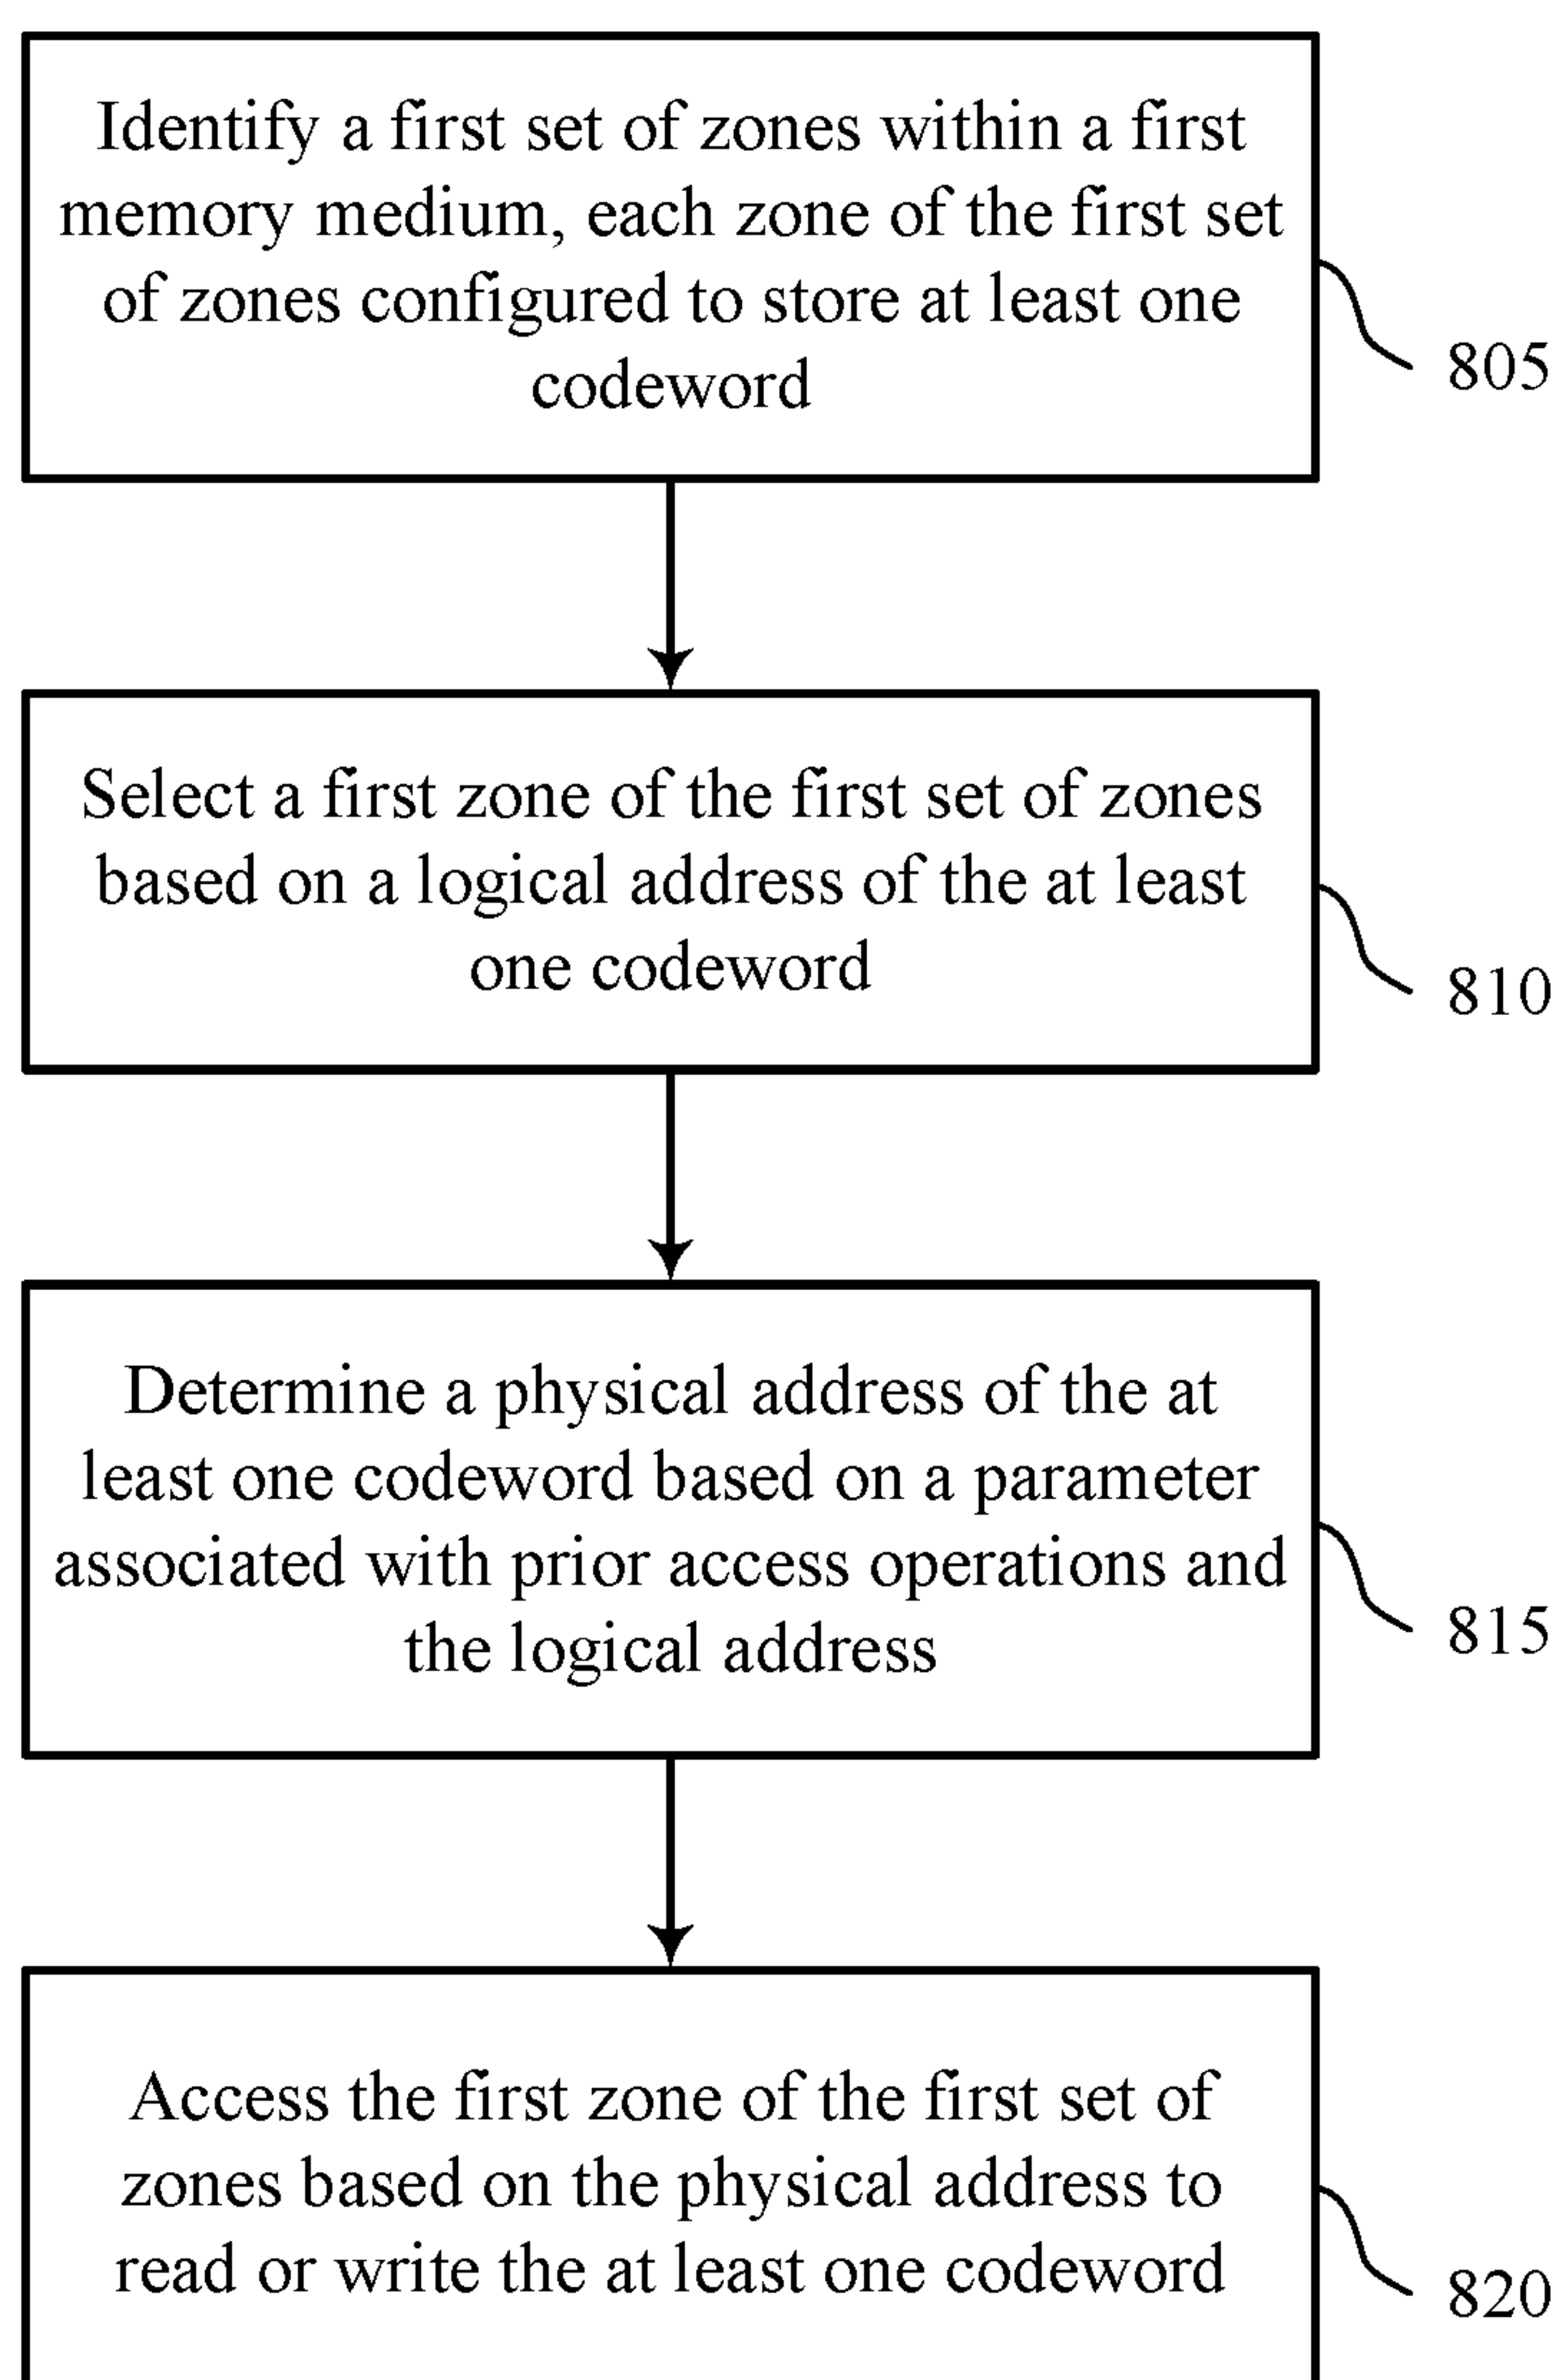 Identify a first set of zones within a first
memory medium, each zone of the first set
of zones configured to store at least one
codeword
805
Select a first zone of the first set of zones
based on a logical address of the at least
one codeword
810
Determine a physical address of the at
least one codeword based on a parameter
associated with prior access operations and
the logical address
815
Access the first zone of the first set of
zones based on the physical address to
read or write the at least one codeword
820